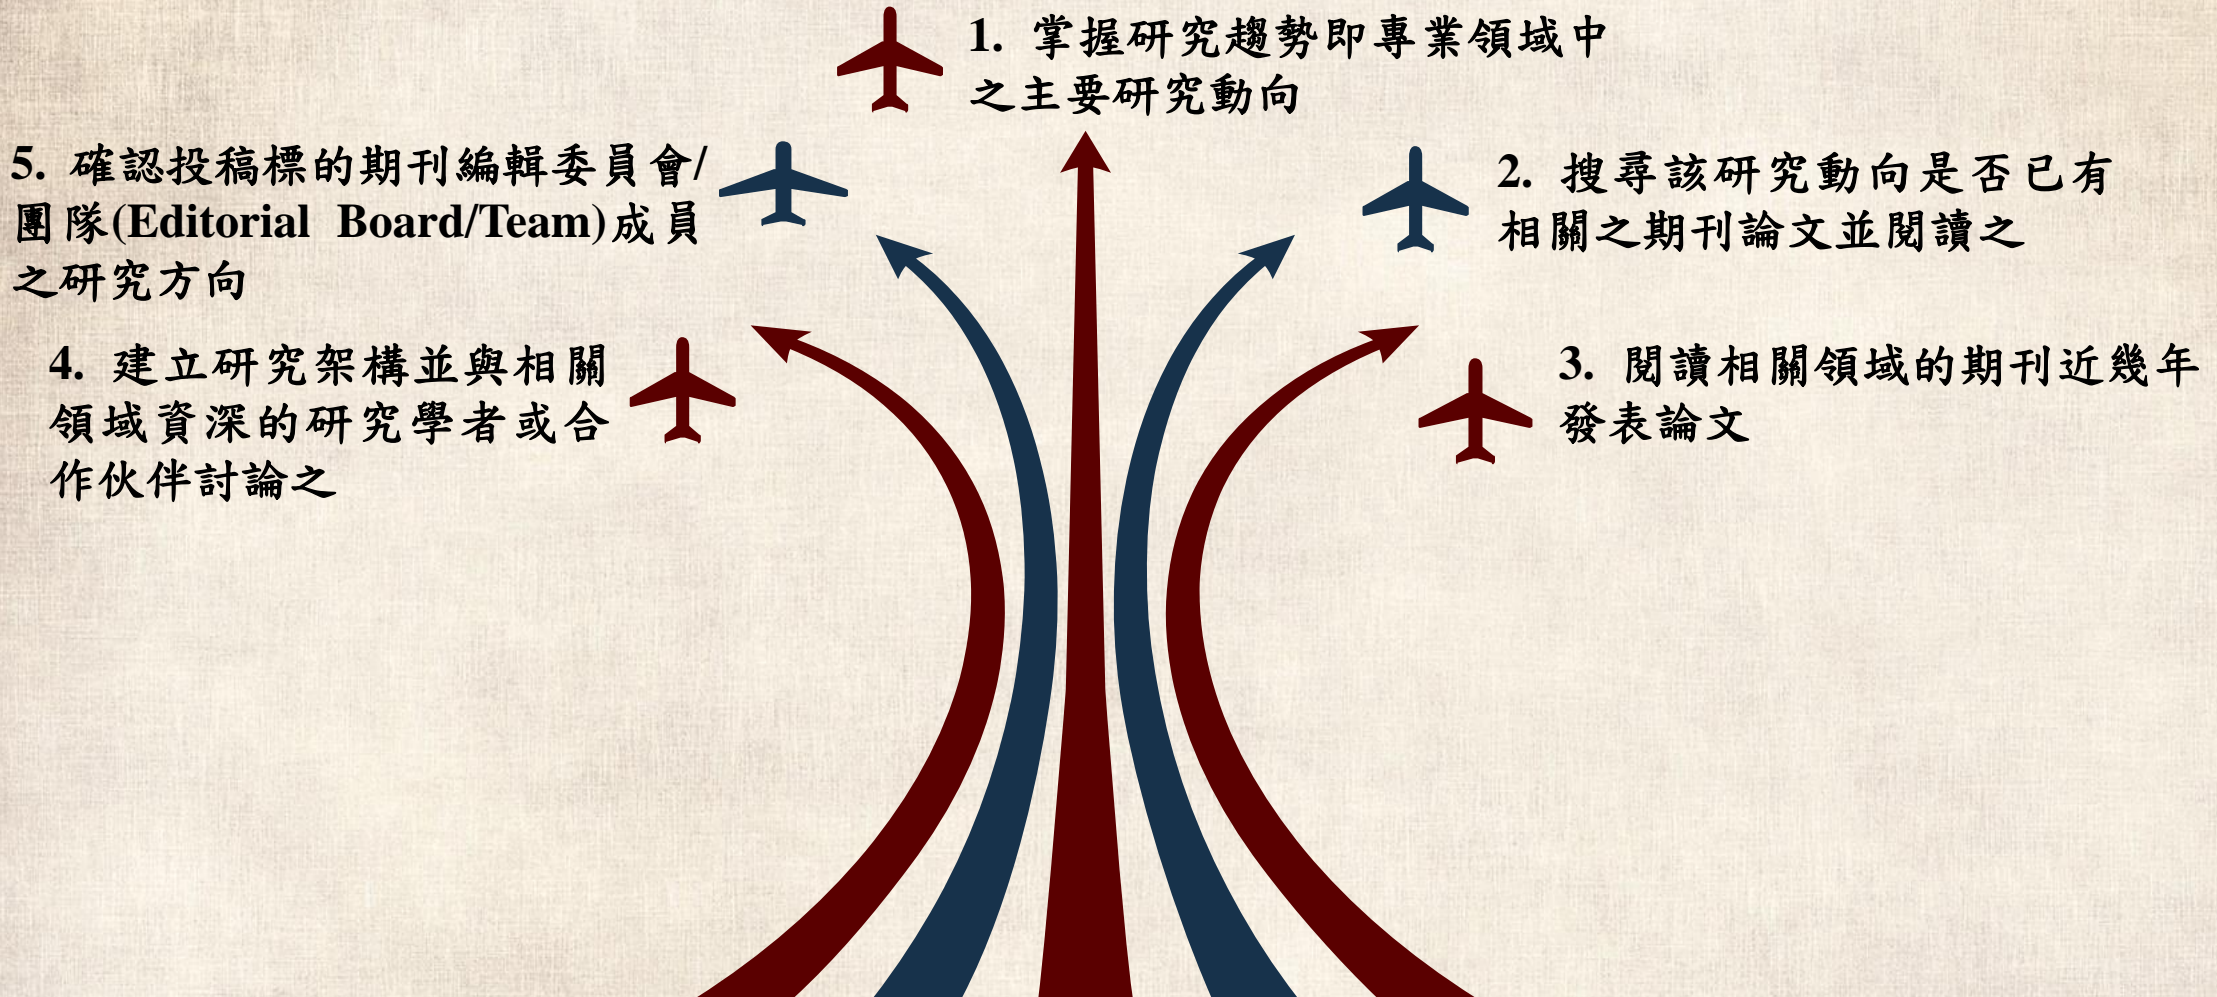 1. 掌握研究趨勢即專業領域中
之主要研究動向
2. 搜尋該研究動向是否已有
相關之期刊論文並閱讀之
3. 閱讀相關領域的期刊近幾年
發表論文
4. 建立研究架構並與相關
領域資深的研究學者或合
作伙伴討論之
5. 確認投稿標的期刊編輯委員會/
團隊(Editorial Board/Team)成員
之研究方向